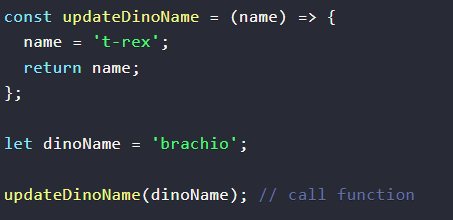 const updateDinoName = (name) => {
  name = 't-rex';
  return name;
};

let dinoName = 'brachio';

updateDinoName(dinoName); // call function